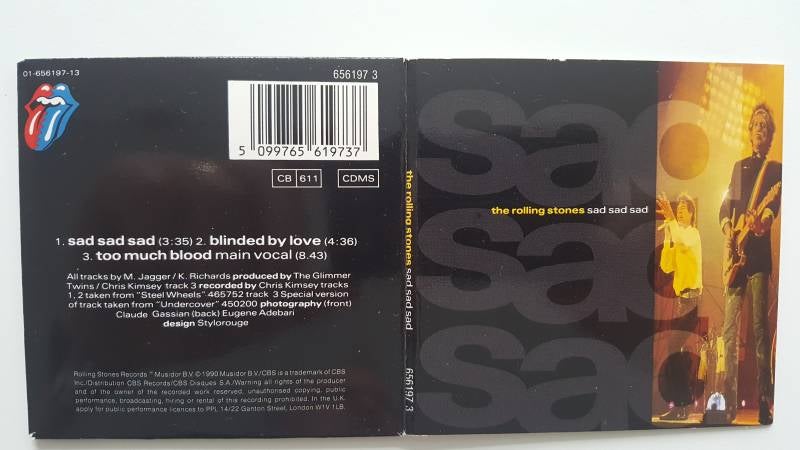 01-656197-13
656197 3
5 099765 619737
CB 611 CDMS
1. sad sad sad (3:35) 2. blinded by love (4:36)
3. too much blood main vocal (8.43)
All tracks by M. Jagger/K. Richards produced by The Glimmer
Twins/Chris Kimsey track 3 recorded by Chris Kimsey tracks
1, 2 taken from "Steel Wheels" 465752 track 3 Special version
of track taken from "Undercover" 450200 photography (front)
Claude Gassian (back) Eugene Adebari
design Stylorouge
Rolling Stones Records ™ Musidor B.V. © 1990 Musidor B.V./CBS is a trademark of CBS
Inc./Distribution CBS Records/CBS Disques S.A./Warning all rights of the producer
and of the owner of the recorded work reserved, unauthorised copying, public
performance, broadcasting, hiring or rental of this recording prohibited. In the U.K.
apply for public performance licences to PPL 14/22 Ganton Street, London W1V 1LB.
the rolling stones sad sad sad
656197 3
sad
sad
sad
the rolling stones sad sad sad